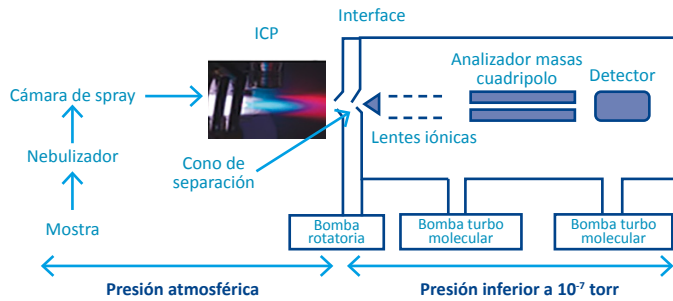 Interface
ICP
Analizador masas
cuadripolo
Detector
Cámara de spray
Lentes iónicas
Nebulizador
Cono de
separación
Mostra
Bomba
rotatoria
Bomba turbo
molecular
Bomba turbo
molecular
Presión atmosférica
Presión inferior a 10⁻⁷ torr